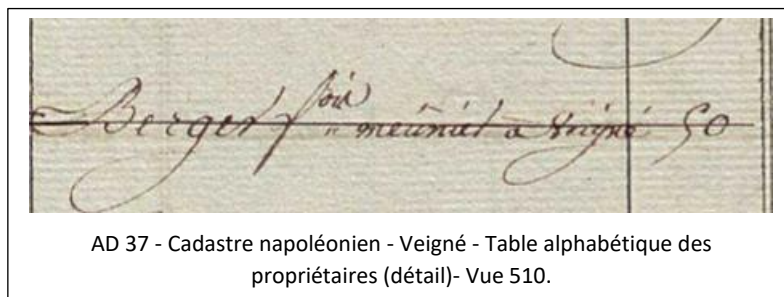 Berger f.ois meunier à Veigné 50
AD 37 - Cadastre napoléonien - Veigné - Table alphabétique des
propriétaires (détail)- Vue 510.